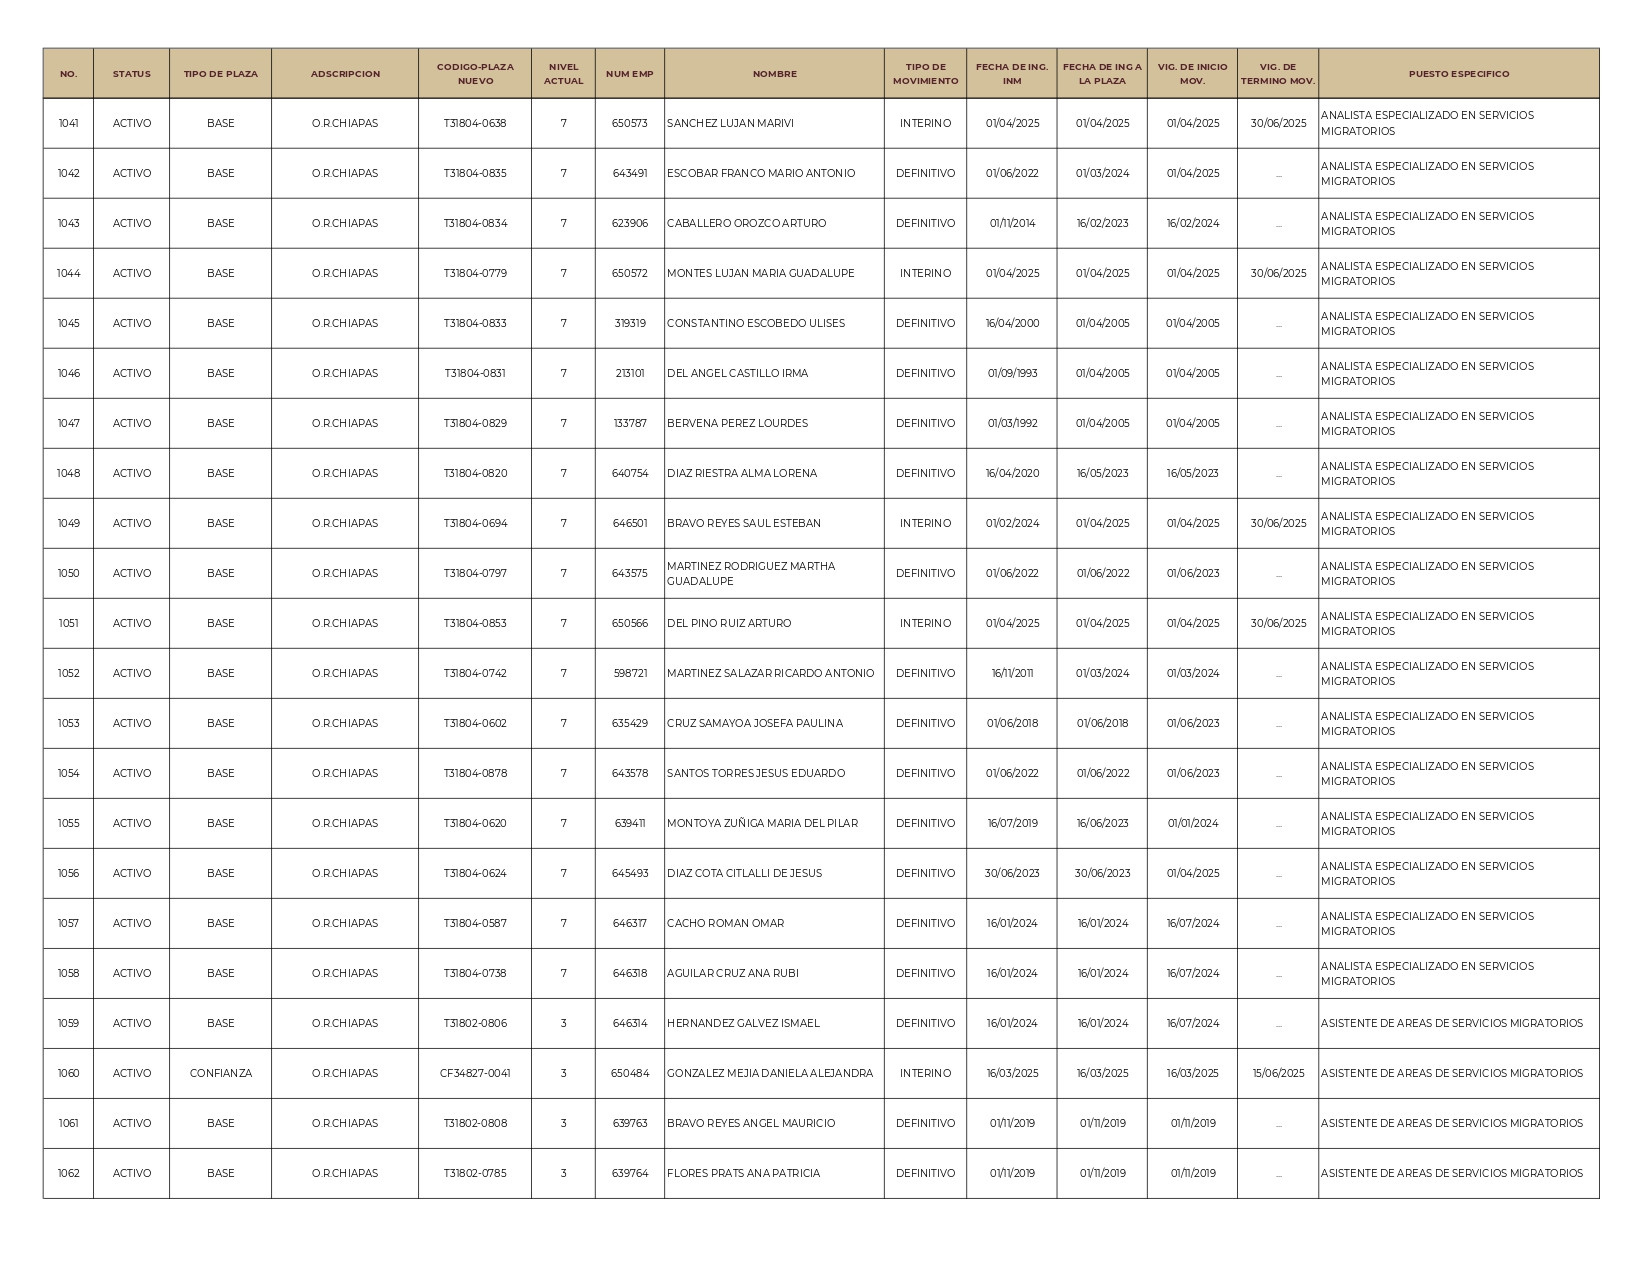 NO. STATUS TIPO DE PLAZA ADSCRIPCION CODIGO-PLAZA NUEVO NIVEL ACTUAL NUM EMP NOMBRE TIPO DE MOVIMIENTO FECHA DE ING. INM FECHA DE ING A LA PLAZA VIG. DE INICIO MOV. VIG. DE TERMINO MOV. PUESTO ESPECIFICO
1041 ACTIVO BASE O.R.CHIAPAS T31804-0638 7 650573 SANCHEZ LUJAN MARIVI INTERINO 01/04/2025 01/04/2025 01/04/2025 30/06/2025 ANALISTA ESPECIALIZADO EN SERVICIOS MIGRATORIOS
1042 ACTIVO BASE O.R.CHIAPAS T31804-0835 7 643491 ESCOBAR FRANCO MARIO ANTONIO DEFINITIVO 01/06/2022 01/03/2024 01/04/2025 ... ANALISTA ESPECIALIZADO EN SERVICIOS MIGRATORIOS
1043 ACTIVO BASE O.R.CHIAPAS T31804-0834 7 623906 CABALLERO OROZCO ARTURO DEFINITIVO 01/11/2014 16/02/2023 16/02/2024 ... ANALISTA ESPECIALIZADO EN SERVICIOS MIGRATORIOS
1044 ACTIVO BASE O.R.CHIAPAS T31804-0779 7 650572 MONTES LUJAN MARIA GUADALUPE INTERINO 01/04/2025 01/04/2025 01/04/2025 30/06/2025 ANALISTA ESPECIALIZADO EN SERVICIOS MIGRATORIOS
1045 ACTIVO BASE O.R.CHIAPAS T31804-0833 7 319319 CONSTANTINO ESCOBEDO ULISES DEFINITIVO 16/04/2000 01/04/2005 01/04/2005 ... ANALISTA ESPECIALIZADO EN SERVICIOS MIGRATORIOS
1046 ACTIVO BASE O.R.CHIAPAS T31804-0831 7 213101 DEL ANGEL CASTILLO IRMA DEFINITIVO 01/09/1993 01/04/2005 01/04/2005 ... ANALISTA ESPECIALIZADO EN SERVICIOS MIGRATORIOS
1047 ACTIVO BASE O.R.CHIAPAS T31804-0829 7 133787 BERVENA PEREZ LOURDES DEFINITIVO 01/03/1992 01/04/2005 01/04/2005 ... ANALISTA ESPECIALIZADO EN SERVICIOS MIGRATORIOS
1048 ACTIVO BASE O.R.CHIAPAS T31804-0820 7 640754 DIAZ RIESTRA ALMA LORENA DEFINITIVO 16/04/2020 16/05/2023 16/05/2023 ... ANALISTA ESPECIALIZADO EN SERVICIOS MIGRATORIOS
1049 ACTIVO BASE O.R.CHIAPAS T31804-0694 7 646501 BRAVO REYES SAUL ESTEBAN INTERINO 01/02/2024 01/04/2025 01/04/2025 30/06/2025 ANALISTA ESPECIALIZADO EN SERVICIOS MIGRATORIOS
1050 ACTIVO BASE O.R.CHIAPAS T31804-0797 7 643575 MARTINEZ RODRIGUEZ MARTHA GUADALUPE DEFINITIVO 01/06/2022 01/06/2022 01/06/2023 ... ANALISTA ESPECIALIZADO EN SERVICIOS MIGRATORIOS
1051 ACTIVO BASE O.R.CHIAPAS T31804-0853 7 650566 DEL PINO RUIZ ARTURO INTERINO 01/04/2025 01/04/2025 01/04/2025 30/06/2025 ANALISTA ESPECIALIZADO EN SERVICIOS MIGRATORIOS
1052 ACTIVO BASE O.R.CHIAPAS T31804-0742 7 598721 MARTINEZ SALAZAR RICARDO ANTONIO DEFINITIVO 16/11/2011 01/03/2024 01/03/2024 ... ANALISTA ESPECIALIZADO EN SERVICIOS MIGRATORIOS
1053 ACTIVO BASE O.R.CHIAPAS T31804-0602 7 635429 CRUZ SAMAYOA JOSEFA PAULINA DEFINITIVO 01/06/2018 01/06/2018 01/06/2023 ... ANALISTA ESPECIALIZADO EN SERVICIOS MIGRATORIOS
1054 ACTIVO BASE O.R.CHIAPAS T31804-0878 7 643578 SANTOS TORRES JESUS EDUARDO DEFINITIVO 01/06/2022 01/06/2022 01/06/2023 ... ANALISTA ESPECIALIZADO EN SERVICIOS MIGRATORIOS
1055 ACTIVO BASE O.R.CHIAPAS T31804-0620 7 639411 MONTOYA ZUÑIGA MARIA DEL PILAR DEFINITIVO 16/07/2019 16/06/2023 01/01/2024 ... ANALISTA ESPECIALIZADO EN SERVICIOS MIGRATORIOS
1056 ACTIVO BASE O.R.CHIAPAS T31804-0624 7 645493 DIAZ COTA CITLALLI DE JESUS DEFINITIVO 30/06/2023 30/06/2023 01/04/2025 ... ANALISTA ESPECIALIZADO EN SERVICIOS MIGRATORIOS
1057 ACTIVO BASE O.R.CHIAPAS T31804-0587 7 646317 CACHO ROMAN OMAR DEFINITIVO 16/01/2024 16/01/2024 16/07/2024 ... ANALISTA ESPECIALIZADO EN SERVICIOS MIGRATORIOS
1058 ACTIVO BASE O.R.CHIAPAS T31804-0738 7 646318 AGUILAR CRUZ ANA RUBI DEFINITIVO 16/01/2024 16/01/2024 16/07/2024 ... ANALISTA ESPECIALIZADO EN SERVICIOS MIGRATORIOS
1059 ACTIVO BASE O.R.CHIAPAS T31802-0806 3 646314 HERNANDEZ GALVEZ ISMAEL DEFINITIVO 16/01/2024 16/01/2024 16/07/2024 ... ASISTENTE DE AREAS DE SERVICIOS MIGRATORIOS
1060 ACTIVO CONFIANZA O.R.CHIAPAS CF34827-0041 3 650484 GONZALEZ MEJIA DANIELA ALEJANDRA INTERINO 16/03/2025 16/03/2025 16/03/2025 15/06/2025 ASISTENTE DE AREAS DE SERVICIOS MIGRATORIOS
1061 ACTIVO BASE O.R.CHIAPAS T31802-0808 3 639763 BRAVO REYES ANGEL MAURICIO DEFINITIVO 01/11/2019 01/11/2019 01/11/2019 ... ASISTENTE DE AREAS DE SERVICIOS MIGRATORIOS
1062 ACTIVO BASE O.R.CHIAPAS T31802-0785 3 639764 FLORES PRATS ANA PATRICIA DEFINITIVO 01/11/2019 01/11/2019 01/11/2019 ... ASISTENTE DE AREAS DE SERVICIOS MIGRATORIOS